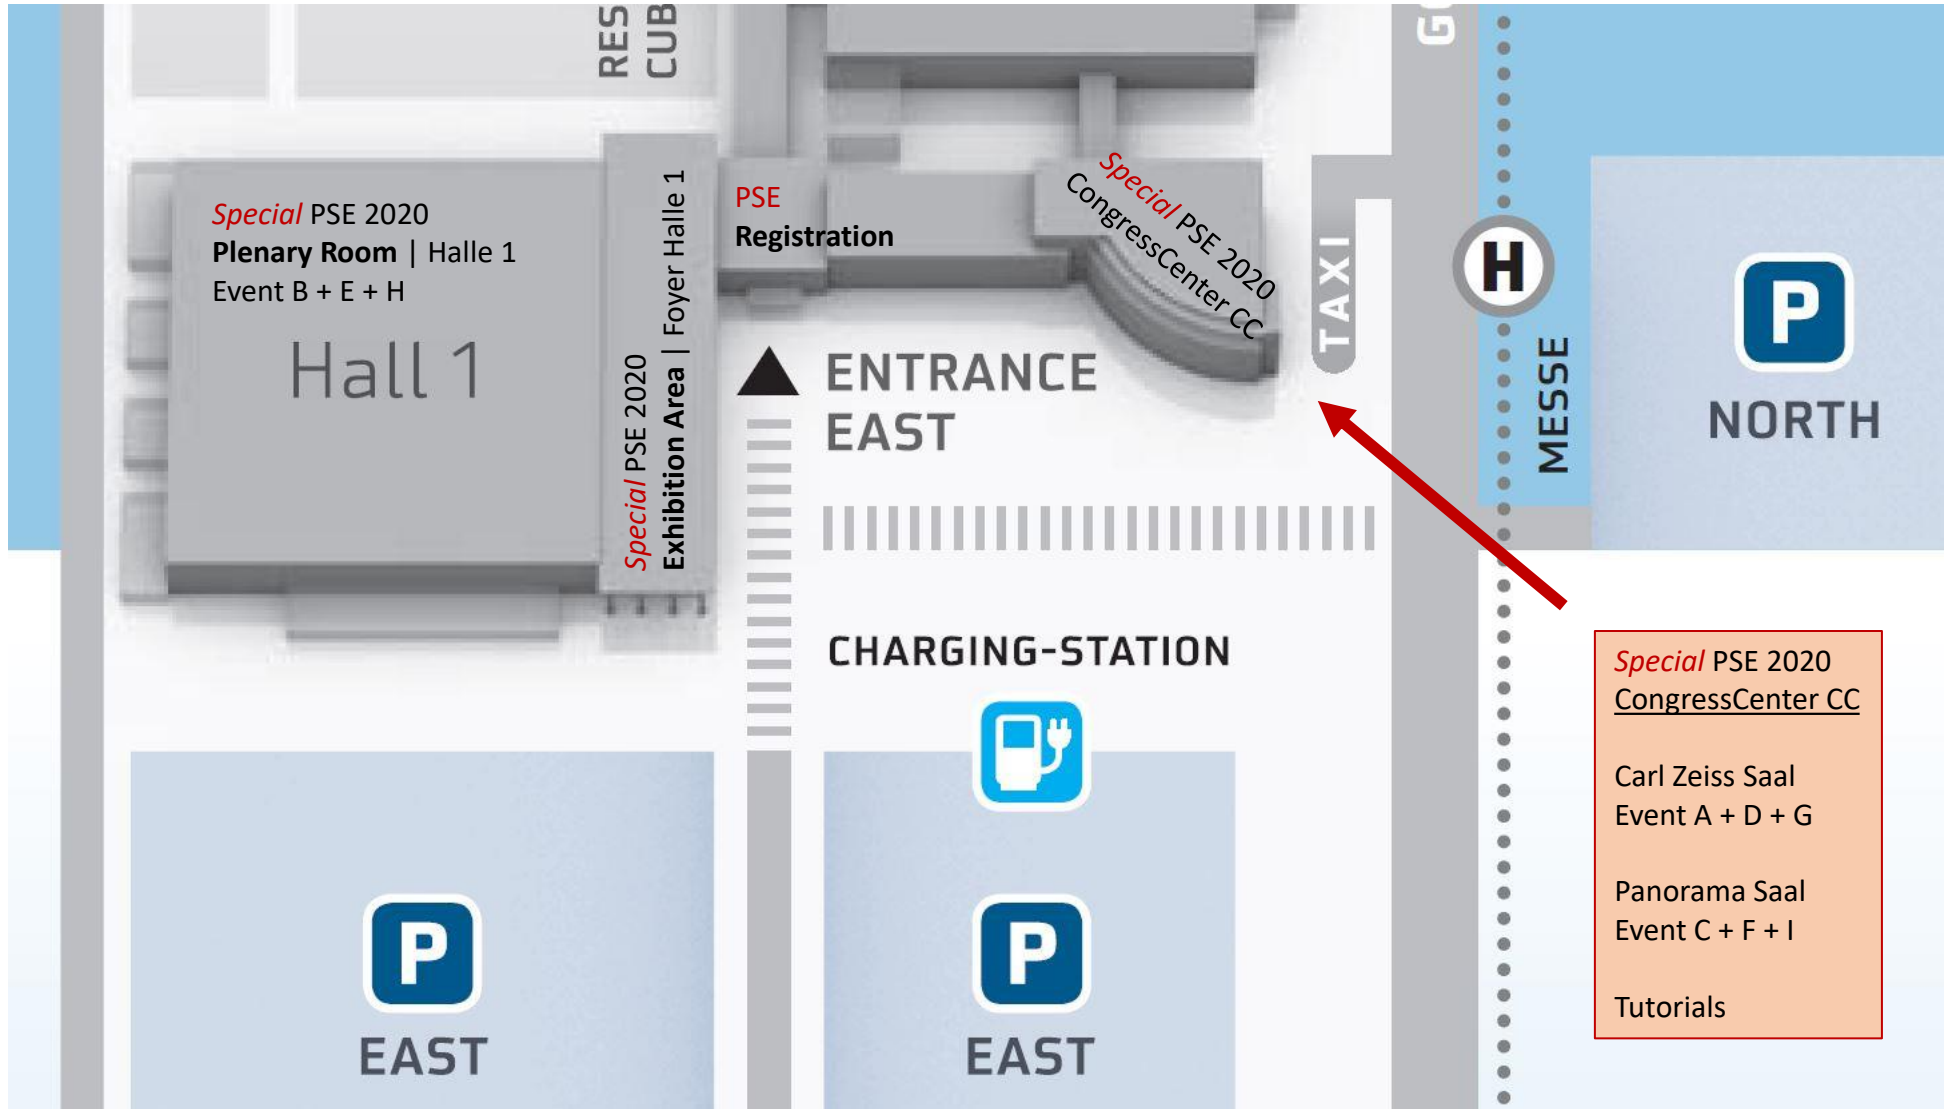 RES
CUB
GO
Special PSE 2020
Plenary Room | Halle 1
Event B + E + H
Hall 1
Special PSE 2020
Exhibition Area | Foyer Halle 1
PSE
Registration
Special PSE 2020
CongressCenter CC
TAXI
H
MESSE
P
NORTH
ENTRANCE
EAST
CHARGING-STATION
P
EAST
P
EAST
Special PSE 2020
CongressCenter CC
Carl Zeiss Saal
Event A + D + G
Panorama Saal
Event C + F + I
Tutorials